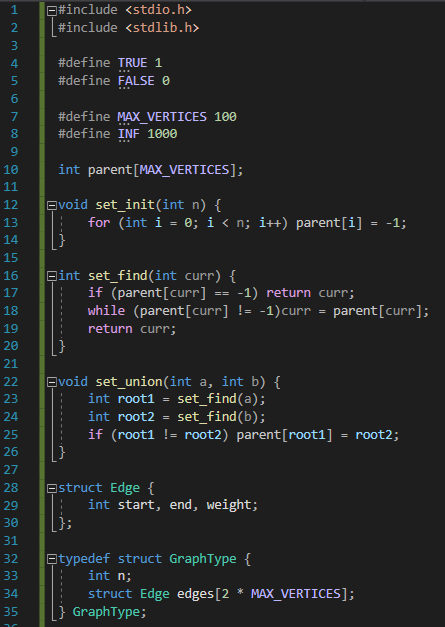 1 #include <stdio.h>
2 #include <stdlib.h>
3
4 #define TRUE 1
5 #define FALSE 0
6
7 #define MAX_VERTICES 100
8 #define INF 1000
9
10 int parent[MAX_VERTICES];
11
12 void set_init(int n) {
13     for (int i = 0; i < n; i++) parent[i] = -1;
14 }
15
16 int set_find(int curr) {
17     if (parent[curr] == -1) return curr;
18     while (parent[curr] != -1)curr = parent[curr];
19     return curr;
20 }
21
22 void set_union(int a, int b) {
23     int root1 = set_find(a);
24     int root2 = set_find(b);
25     if (root1 != root2) parent[root1] = root2;
26 }
27
28 struct Edge {
29     int start, end, weight;
30 };
31
32 typedef struct GraphType {
33     int n;
34     struct Edge edges[2 * MAX_VERTICES];
35 } GraphType;